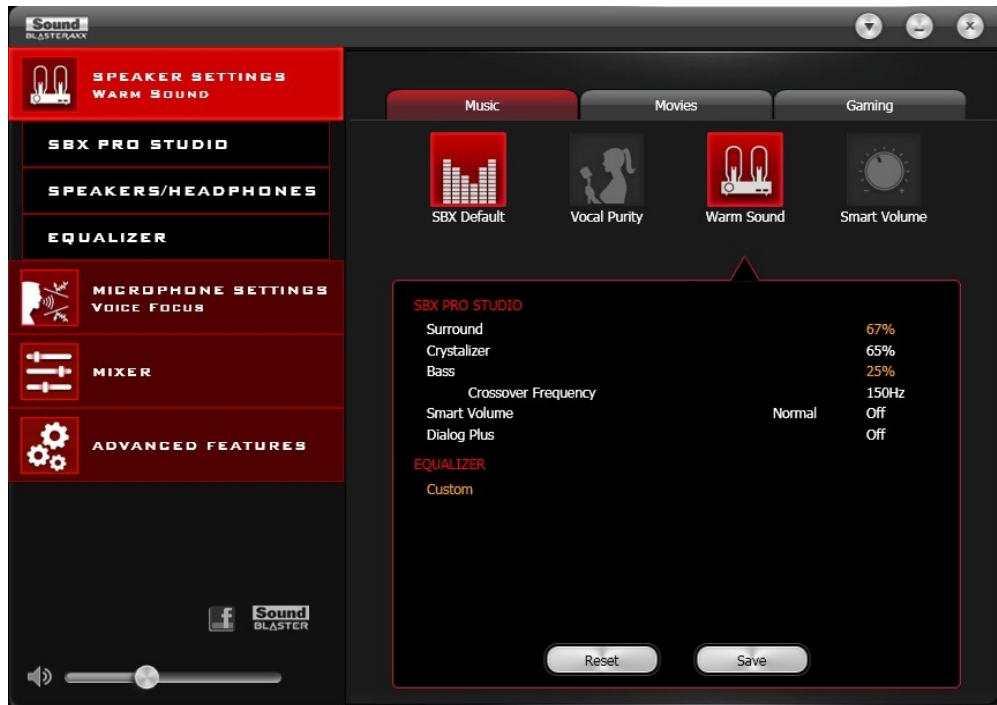 Sound
BLASTERAXX
SPEAKER SETTINGS
WARM SOUND
SBX PRO STUDIO
SPEAKERS/HEADPHONES
EQUALIZER
MICROPHONE SETTINGS
VOICE FOCUS
MIXER
ADVANCED FEATURES
f
Sound
BLASTER
Music Movies Gaming
SBX Default Vocal Purity Warm Sound Smart Volume
SBX PRO STUDIO
Surround 67%
Crystalizer 65%
Bass 25%
Crossover Frequency 150Hz
Smart Volume Normal Off
Dialog Plus Off
EQUALIZER
Custom
Reset Save